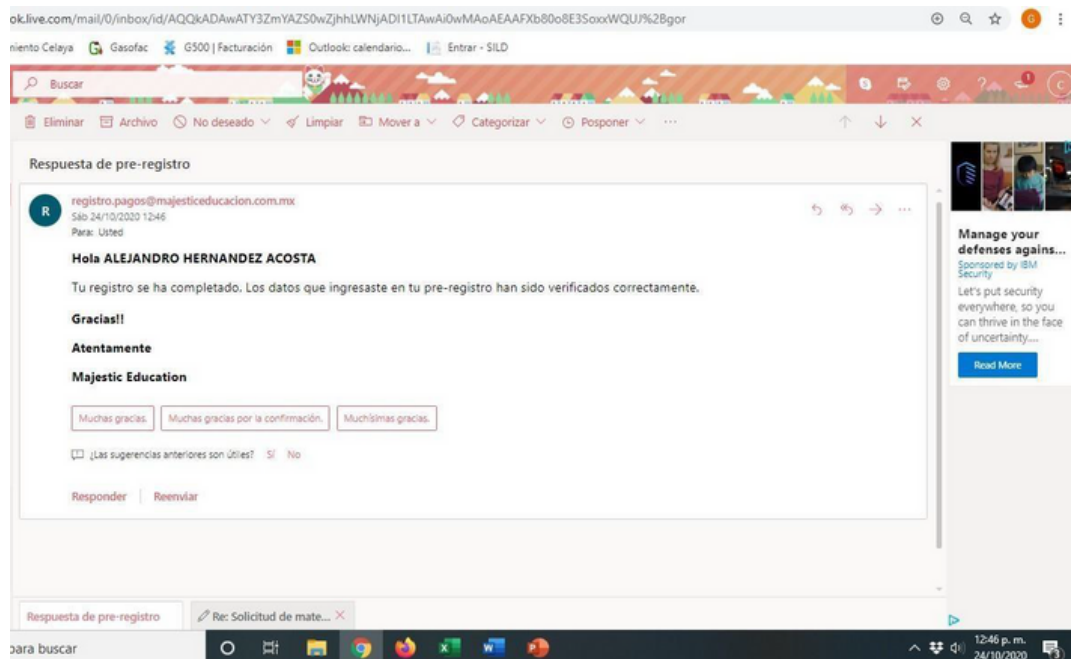 ok.live.com/mail/0/inbox/id/AQQkADAwATY3ZmYAZS0wZjhhLWNjADI1LTAwAi0wMAoAEAAFXb80o8E3SoxxWQUJ%2Bgor
G
niento Celaya Gasofac G500 | Facturación Outlook: calendario... Entrar - SILD
Buscar
Eliminar Archivo No deseado Limpiar Mover a Categorizar Posponer ...
Respuesta de pre-registro
R
registro.pagos@majesticeducacion.com.mx
Sáb 24/10/2020 12:46
Para: Usted
Hola ALEJANDRO HERNANDEZ ACOSTA
Tu registro se ha completado. Los datos que ingresaste en tu pre-registro han sido verificados correctamente.
Gracias!!
Atentamente
Majestic Education
Muchas gracias. Muchas gracias por la confirmación. Muchísimas gracias.
¿Las sugerencias anteriores son útiles? Sí No
Responder Reenviar
Manage your
defenses agains...
Sponsored by IBM
Security
Let's put security
everywhere, so you
can thrive in the face
of uncertainty....
Read More
Respuesta de pre-registro Re: Solicitud de mate...
para buscar
12:46 p. m.
24/10/2020